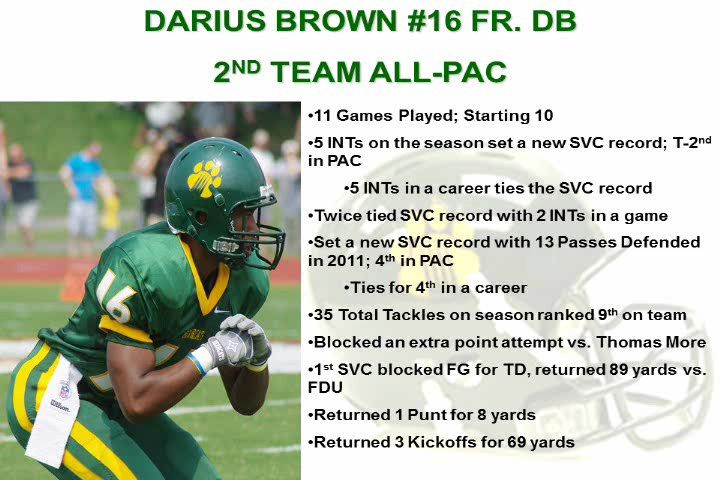 DARIUS BROWN #16 FR. DB
2ND TEAM ALL-PAC
•11 Games Played; Starting 10
•5 INTs on the season set a new SVC record; T-2nd
in PAC
•5 INTs in a career ties the SVC record
•Twice tied SVC record with 2 INTs in a game
•Set a new SVC record with 13 Passes Defended
in 2011; 4th in PAC
•Ties for 4th in a career
•35 Total Tackles on season ranked 9th on team
•Blocked an extra point attempt vs. Thomas More
•1st SVC blocked FG for TD, returned 89 yards vs.
FDU
•Returned 1 Punt for 8 yards
•Returned 3 Kickoffs for 69 yards
16
NFL
Wilson